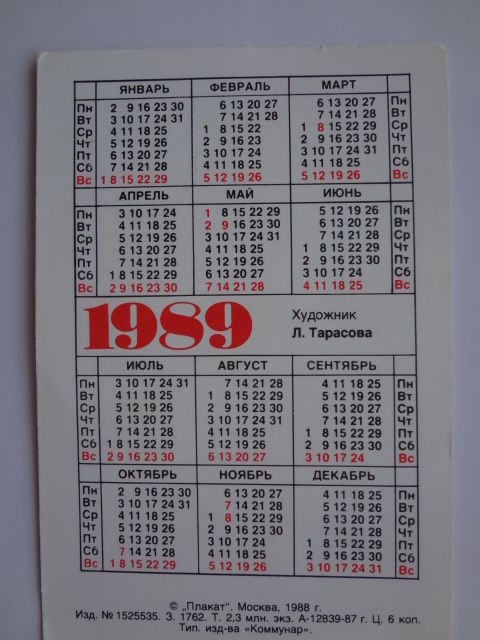 ЯНВАРЬ ФЕВРАЛЬ МАРТ
Пн 2 9 16 23 30 6 13 20 27 6 13 20 27 Пн
Вт 3 10 17 24 31 7 14 21 28 7 14 21 28 Вт
Ср 4 11 18 25 1 8 15 22 1 8 15 22 29 Ср
Чт 5 12 19 26 2 9 16 23 2 9 16 23 30 Чт
Пт 6 13 20 27 3 10 17 24 3 10 17 24 31 Пт
Сб 7 14 21 28 4 11 18 25 4 11 18 25 Сб
Вс 1 8 15 22 29 5 12 19 26 5 12 19 26 Вс
АПРЕЛЬ МАЙ ИЮНЬ
Пн 3 10 17 24 1 8 15 22 29 5 12 19 26 Пн
Вт 4 11 18 25 2 9 16 23 30 6 13 20 27 Вт
Ср 5 12 19 26 3 10 17 24 31 7 14 21 28 Ср
Чт 6 13 20 27 4 11 18 25 1 8 15 22 29 Чт
Пт 7 14 21 28 5 12 19 26 2 9 16 23 30 Пт
Сб 1 8 15 22 29 6 13 20 27 3 10 17 24 Сб
Вс 2 9 16 23 30 7 14 21 28 4 11 18 25 Вс
1989 Художник
Л. Тарасова
ИЮЛЬ АВГУСТ СЕНТЯБРЬ
Пн 3 10 17 24 31 7 14 21 28 4 11 18 25 Пн
Вт 4 11 18 25 1 8 15 22 29 5 12 19 26 Вт
Ср 5 12 19 26 2 9 16 23 30 6 13 20 27 Ср
Чт 6 13 20 27 3 10 17 24 31 7 14 21 28 Чт
Пт 7 14 21 28 4 11 18 25 1 8 15 22 29 Пт
Сб 1 8 15 22 29 5 12 19 26 2 9 16 23 30 Сб
Вс 2 9 16 23 30 6 13 20 27 3 10 17 24 Вс
ОКТЯБРЬ НОЯБРЬ ДЕКАБРЬ
Пн 2 9 16 23 30 6 13 20 27 4 11 18 25 Пн
Вт 3 10 17 24 31 7 14 21 28 5 12 19 26 Вт
Ср 4 11 18 25 1 8 15 22 29 6 13 20 27 Ср
Чт 5 12 19 26 2 9 16 23 30 7 14 21 28 Чт
Пт 6 13 20 27 3 10 17 24 1 8 15 22 29 Пт
Сб 7 14 21 28 4 11 18 25 2 9 16 23 30 Сб
Вс 1 8 15 22 29 5 12 19 26 3 10 17 24 31 Вс
© „Плакат". Москва, 1988 г.
Изд. № 1525535. З. 1762. Т. 2,3 млн. экз. А-12839-87 г. Ц. 6 коп.
Тип. изд-ва «Коммунар».